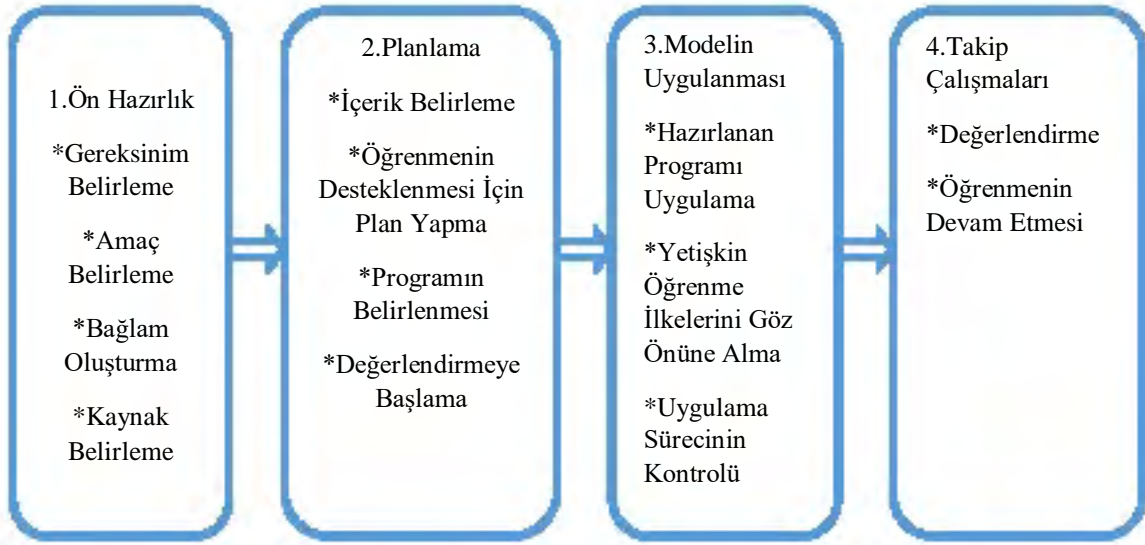 1.Ön Hazırlık
*Gereksinim
Belirleme
*Amaç
Belirleme
*Bağlam
Oluşturma
*Kaynak
Belirleme
2.Planlama
*İçerik Belirleme
*Öğrenmenin
Desteklenmesi İçin
Plan Yapma
*Programın
Belirlenmesi
*Değerlendirmeye
Başlama
3.Modelin
Uygulanması
*Hazırlanan
Programı
Uygulama
*Yetişkin
Öğrenme
İlkelerini Göz
Önüne Alma
*Uygulama
Sürecinin
Kontrolü
4.Takip
Çalışmaları
*Değerlendirme
*Öğrenmenin
Devam Etmesi